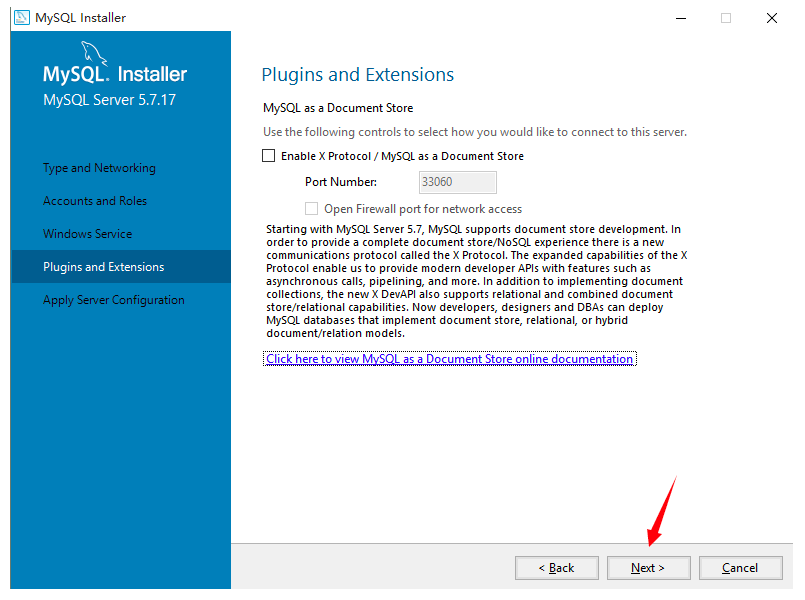 MySQL Installer
MySQL. Installer
MySQL Server 5.7.17
Type and Networking
Accounts and Roles
Windows Service
Plugins and Extensions
Apply Server Configuration
Plugins and Extensions
MySQL as a Document Store
Use the following controls to select how you would like to connect to this server.
Enable X Protocol / MySQL as a Document Store
Port Number: 33060
Open Firewall port for network access
Starting with MySQL Server 5.7, MySQL supports document store development. In
order to provide a complete document store/NoSQL experience there is a new
communications protocol called the X Protocol. The expanded capabilities of the X
Protocol enable us to provide modern developer APIs with features such as
asynchronous calls, pipelining, and more. In addition to implementing document
collections, the new X DevAPI also supports relational and combined document
store/relational capabilities. Now developers, designers and DBAs can deploy
MySQL databases that implement document store, relational, or hybrid
document/relation models.
Click here to view MySQL as a Document Store online documentation
< Back Next > Cancel